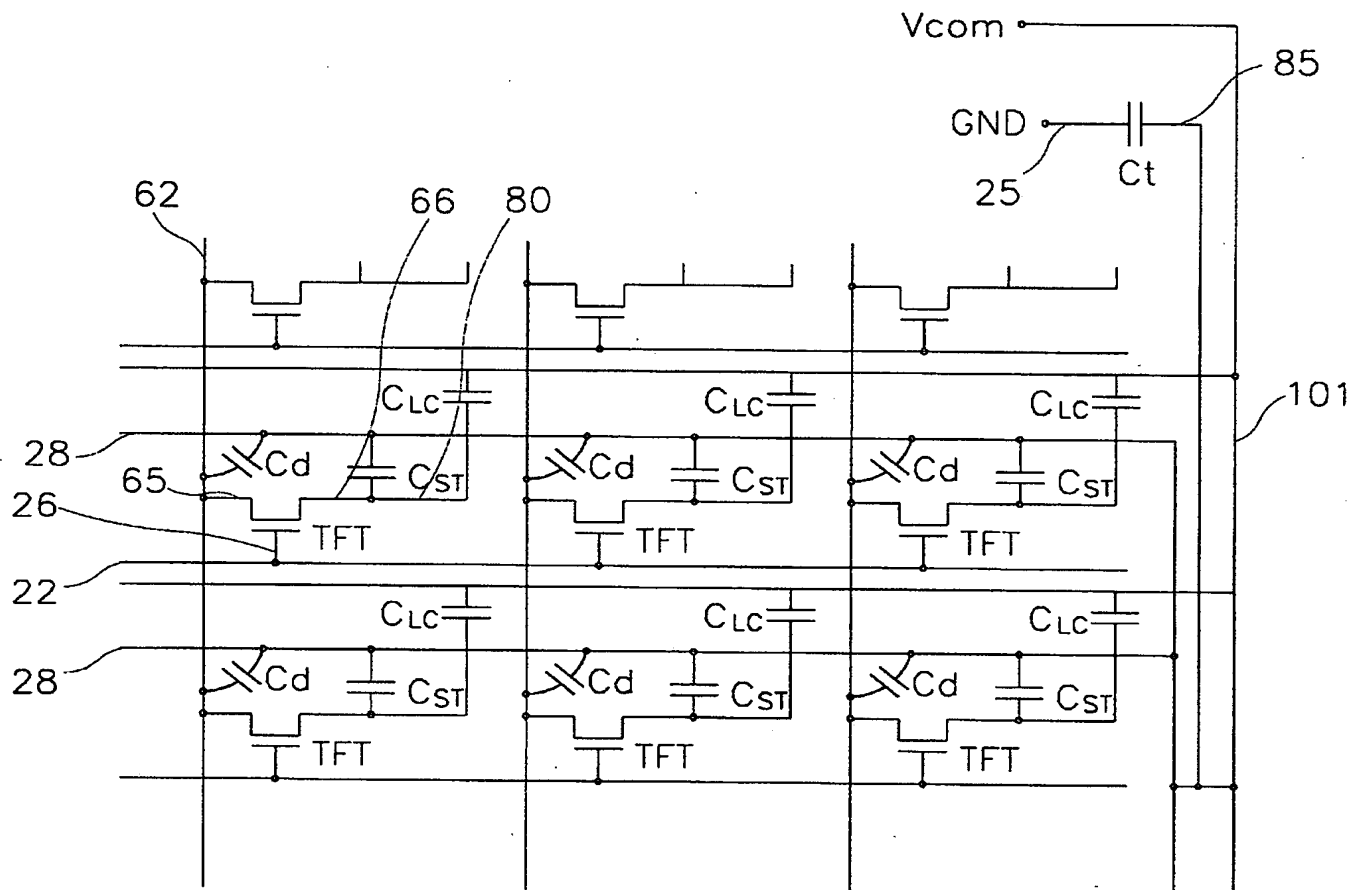 Vcom
85
GND
25
Ct
62
66
80
CLC CLC CLC
101
28
Cd Cd Cd
65
CST CST CST
26
TFT TFT TFT
22
CLC CLC CLC
28
Cd Cd Cd
CST CST CST
TFT TFT TFT